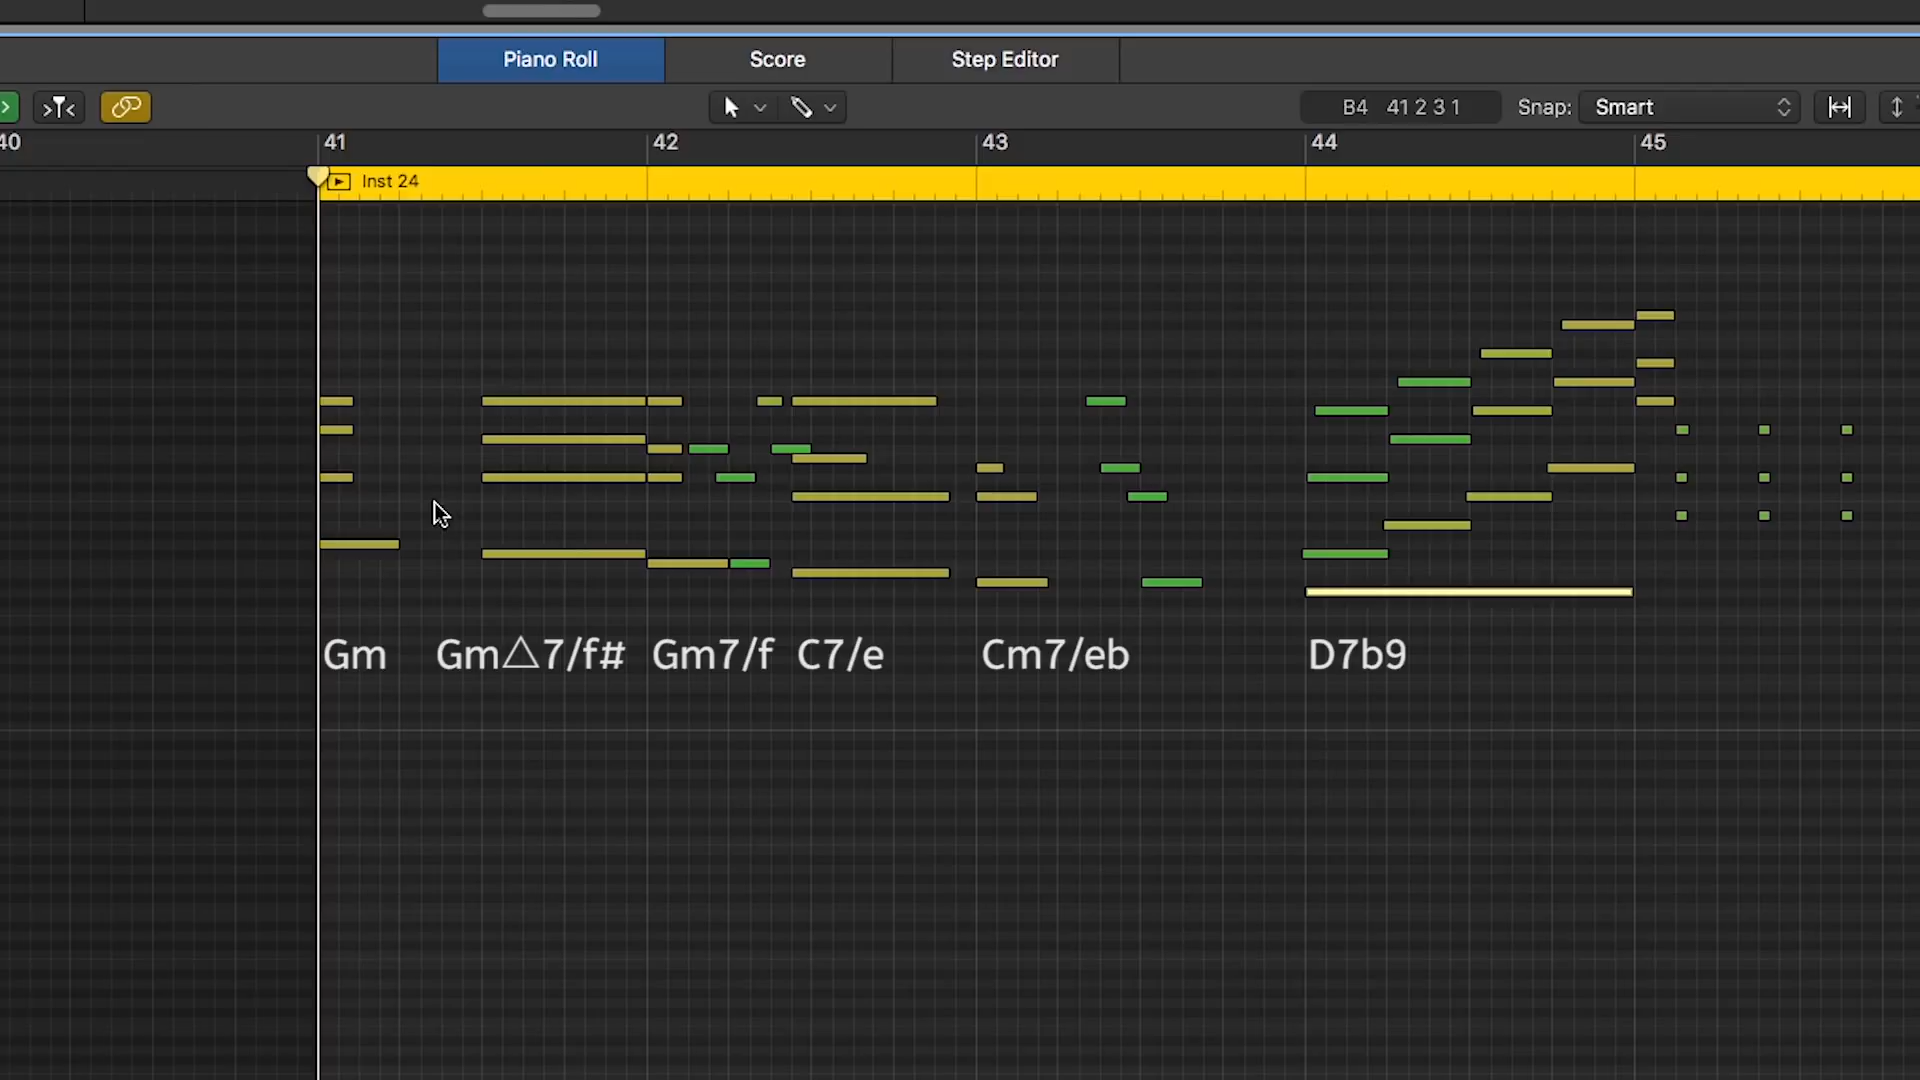 Piano Roll Score Step Editor
B4 41 2 3 1 Snap: Smart
40 41 42 43 44 45
Inst 24
Gm Gm△7/f# Gm7/f C7/e Cm7/eb D7b9